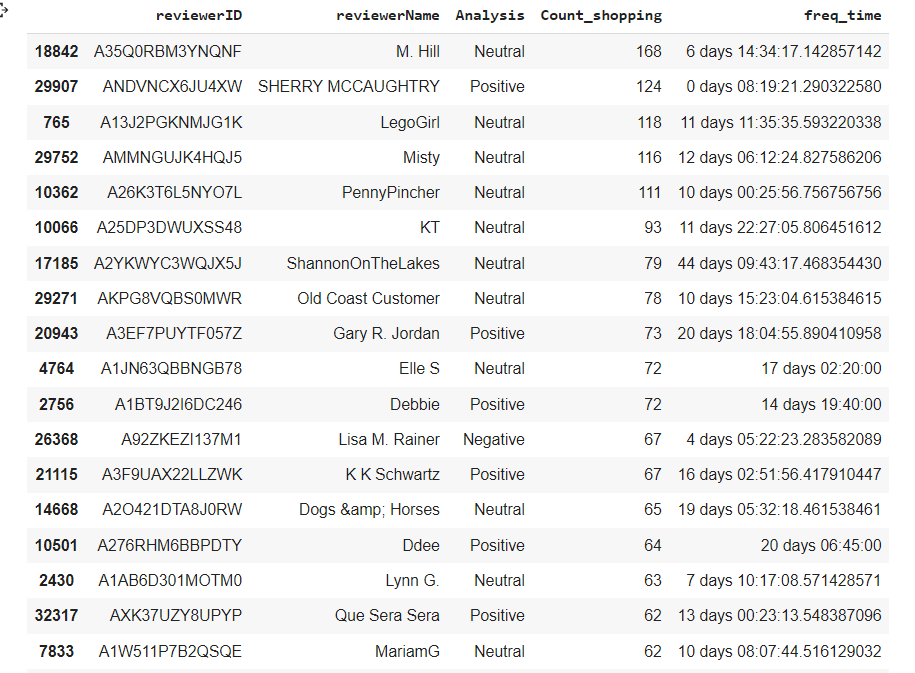 reviewerID reviewerName Analysis Count_shopping freq_time
18842 A35Q0RBM3YNQNF M. Hill Neutral 168 6 days 14:34:17.142857142
29907 ANDVNCX6JU4XW SHERRY MCCAUGHTRY Positive 124 0 days 08:19:21.290322580
765 A13J2PGKNMJG1K LegoGirl Neutral 118 11 days 11:35:35.593220338
29752 AMMNGUJK4HQJ5 Misty Neutral 116 12 days 06:12:24.827586206
10362 A26K3T6L5NYO7L PennyPincher Neutral 111 10 days 00:25:56.756756756
10066 A25DP3DWUXSS48 KT Neutral 93 11 days 22:27:05.806451612
17185 A2YKWYC3WQJX5J ShannonOnTheLakes Neutral 79 44 days 09:43:17.468354430
29271 AKPG8VQBS0MWR Old Coast Customer Neutral 78 10 days 15:23:04.615384615
20943 A3EF7PUYTF057Z Gary R. Jordan Positive 73 20 days 18:04:55.890410958
4764 A1JN63QBBNGB78 Elle S Neutral 72 17 days 02:20:00
2756 A1BT9J2I6DC246 Debbie Positive 72 14 days 19:40:00
26368 A92ZKEZI137M1 Lisa M. Rainer Negative 67 4 days 05:22:23.283582089
21115 A3F9UAX22LLZWK K K Schwartz Positive 67 16 days 02:51:56.417910447
14668 A2O421DTA8J0RW Dogs &amp; Horses Neutral 65 19 days 05:32:18.461538461
10501 A276RHM6BBPDTY Ddee Positive 64 20 days 06:45:00
2430 A1AB6D301MOTM0 Lynn G. Neutral 63 7 days 10:17:08.571428571
32317 AXK37UZY8UPYP Que Sera Sera Positive 62 13 days 00:23:13.548387096
7833 A1W511P7B2QSQE MariamG Neutral 62 10 days 08:07:44.516129032